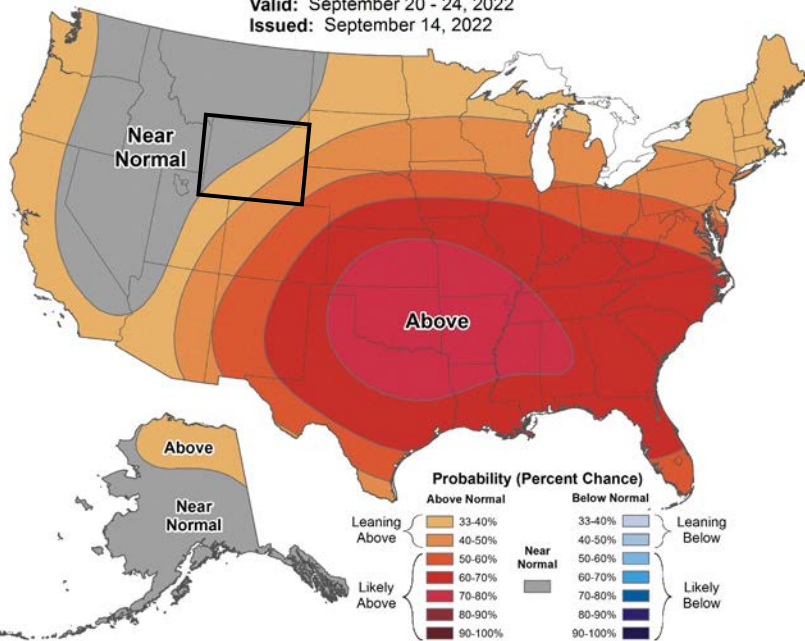 Valid: September 20 - 24, 2022
Issued: September 14, 2022
Near
Normal
Above
Above
Near
Normal
Probability (Percent Chance)
Above Normal
Below Normal
Leaning
Above
33-40%
40-50%
Likely
Above
50-60%
60-70%
70-80%
80-90%
90-100%
Near
Normal
33-40%
40-50%
Leaning
Below
50-60%
60-70%
70-80%
80-90%
90-100%
Likely
Below